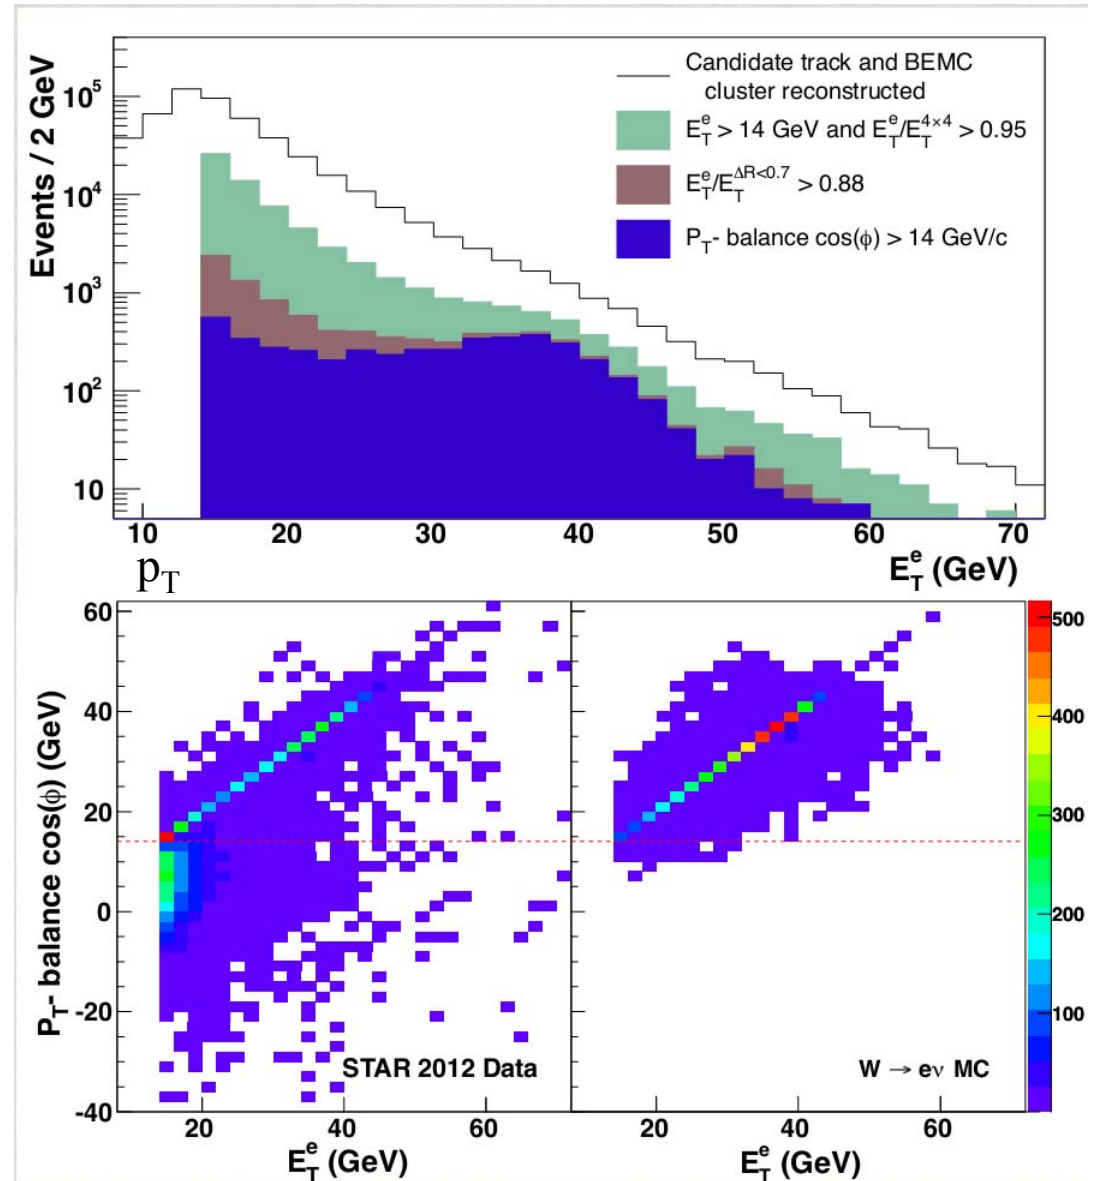 Events / 2 GeV
10^5
10^4
10^3
10^2
10
Candidate track and BEMC
cluster reconstructed
E_T^e > 14 GeV and E_T^e/E_T^{4×4} > 0.95
E_T^e/E_T^{ΔR<0.7} > 0.88
P_T- balance cos(ϕ) > 14 GeV/c
10 20 30 40 50 60 70
p_T
E_T^e (GeV)
P_T- balance cos(ϕ) (GeV)
60
40
20
0
-20
-40
STAR 2012 Data
W → eν MC
500
400
300
200
100
20 40 60
20 40 60
E_T^e (GeV)
E_T^e (GeV)